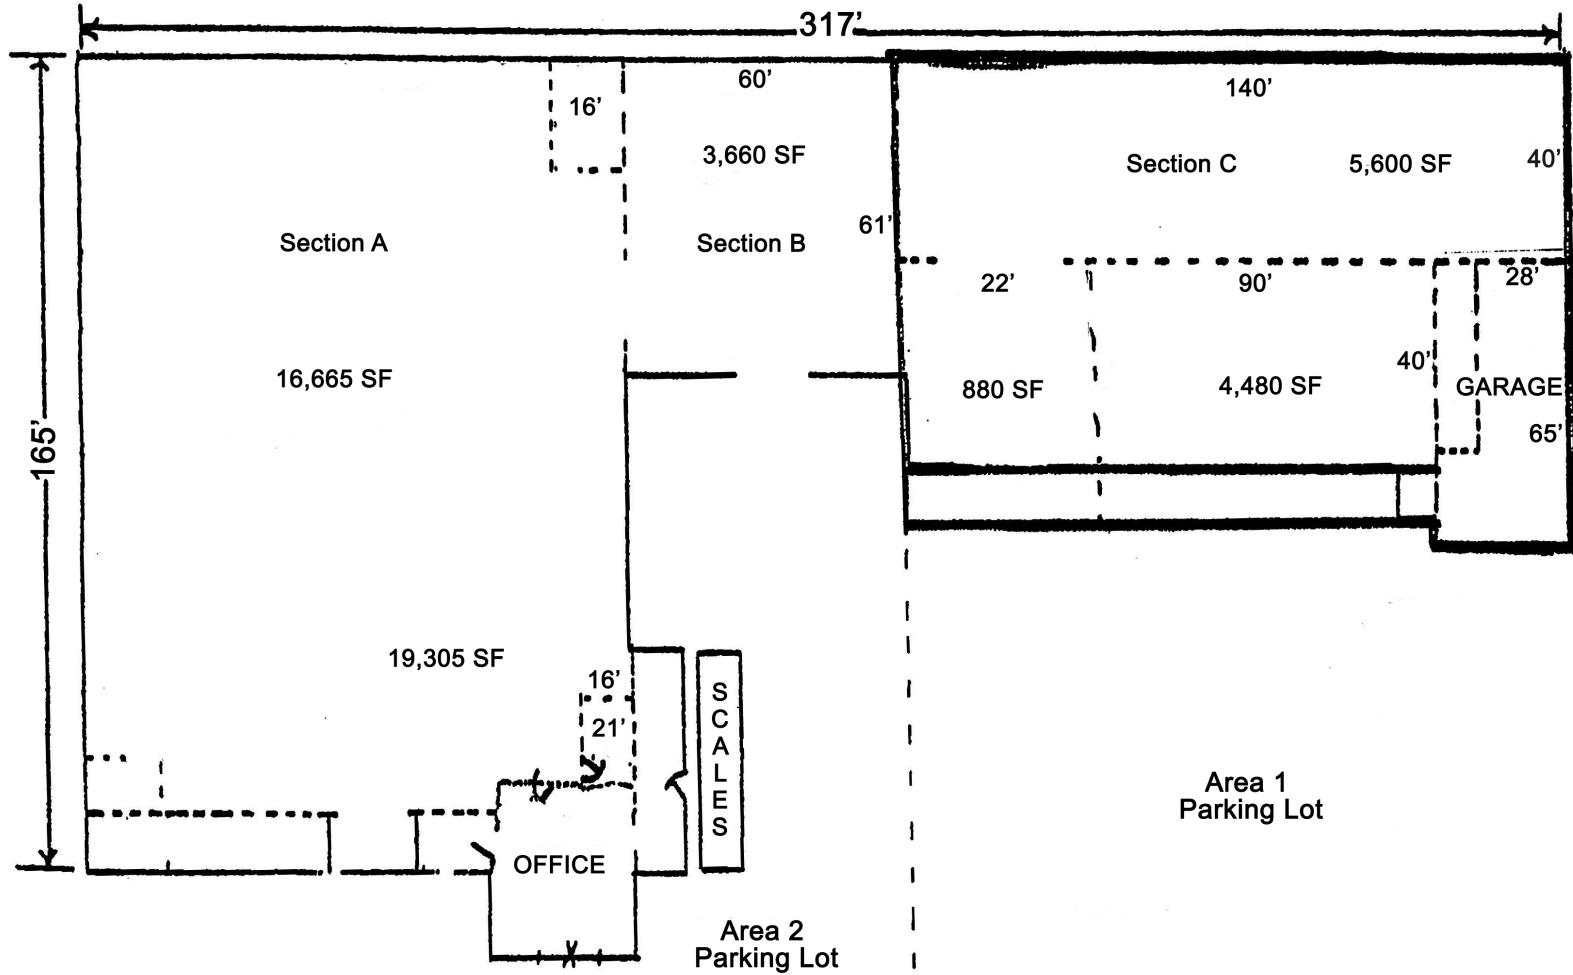 317'
60'
140'
16'
3,660 SF
Section C
5,600 SF
40'
61'
Section A
Section B
22'
90'
28'
40'
16,665 SF
880 SF
4,480 SF
GARAGE
65'
165'
19,305 SF
16'
21'
SCALES
Area 1
Parking Lot
OFFICE
Area 2
Parking Lot